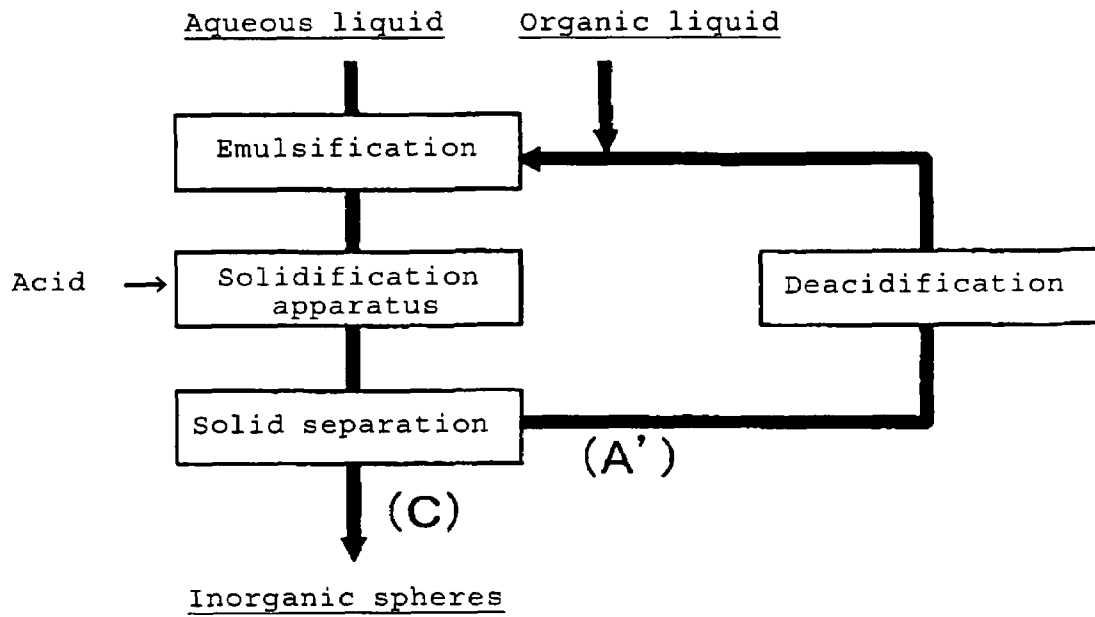 Aqueous liquid
Organic liquid
Emulsification
Acid
Solidification
apparatus
Deacidification
Solid separation
(A')
(C)
Inorganic spheres